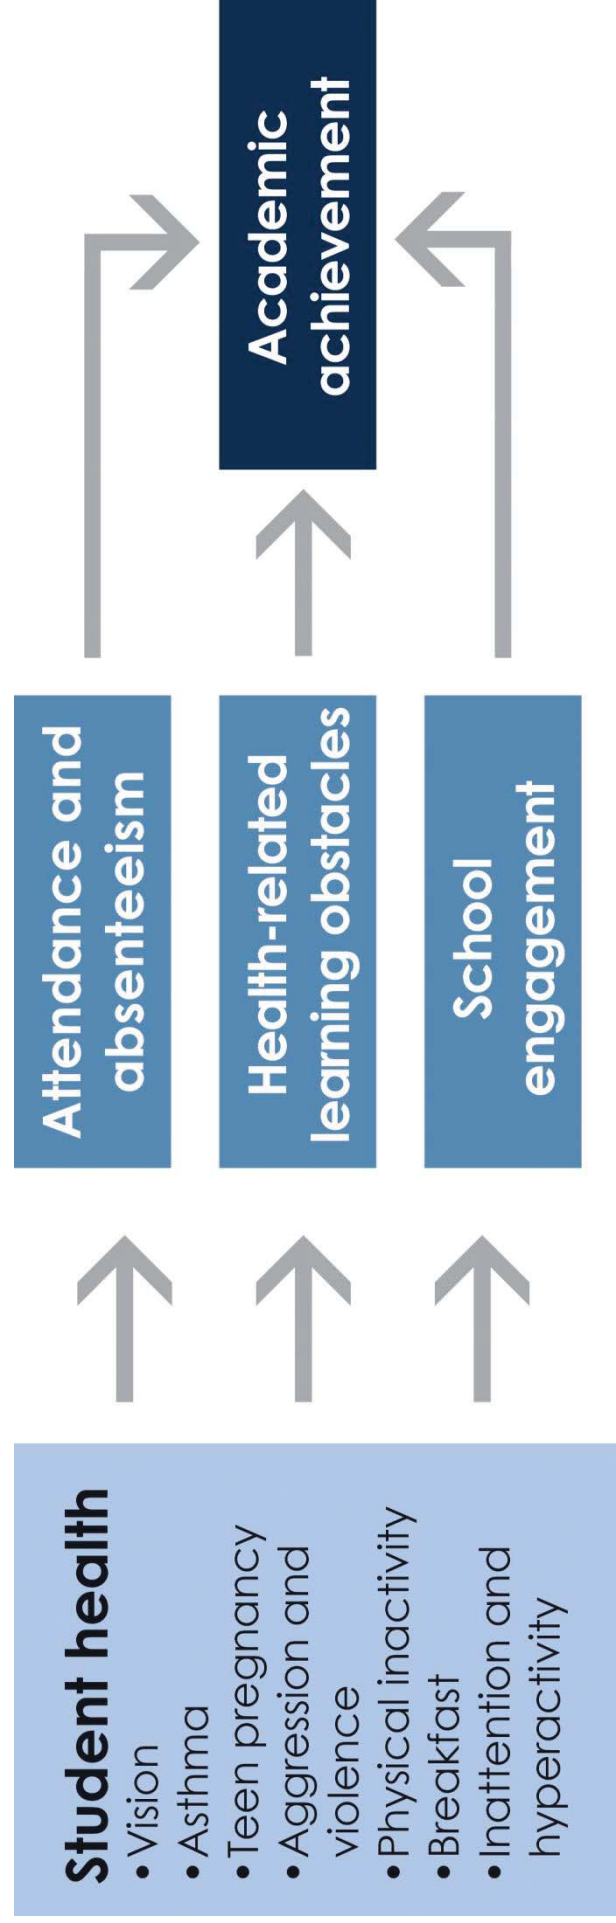 Student health
• Vision
• Asthma
• Teen pregnancy
• Aggression and
violence
• Physical inactivity
• Breakfast
• Inattention and
hyperactivity
Attendance and
absenteeism
Health-related
learning obstacles
School
engagement
Academic
achievement